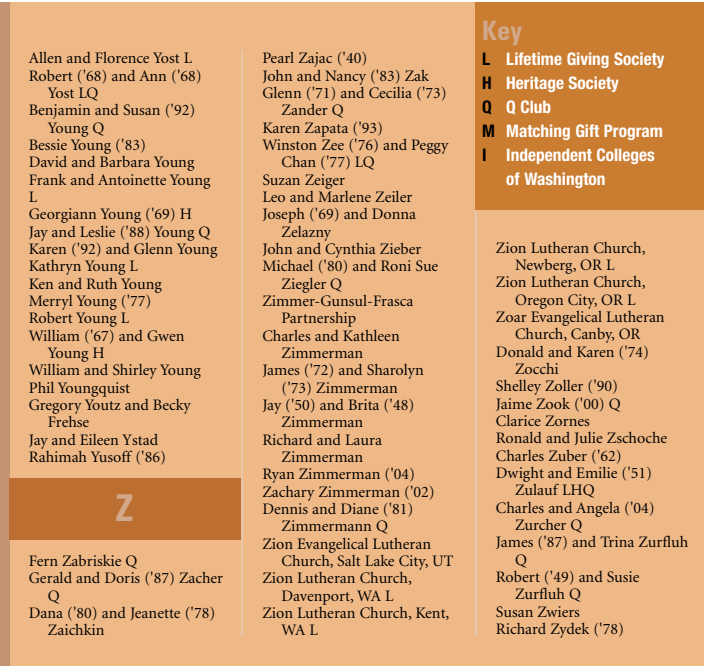 Allen and Florence Yost L
Robert ('68) and Ann ('68)
Yost LQ
Benjamin and Susan ('92)
Young Q
Bessie Young ('83)
David and Barbara Young
Frank and Antoinette Young
L
Georgiann Young ('69) H
Jay and Leslie ('88) Young Q
Karen ('92) and Glenn Young
Kathryn Young L
Ken and Ruth Young
Merryl Young ('77)
Robert Young L
William ('67) and Gwen
Young H
William and Shirley Young
Phil Youngquist
Gregory Youtz and Becky
Frehse
Jay and Eileen Ystad
Rahimah Yusoff ('86)
Z
Fern Zabriskie Q
Gerald and Doris ('87) Zacher
Q
Dana ('80) and Jeanette ('78)
Zaichkin
Pearl Zajac ('40)
John and Nancy ('83) Zak
Glenn ('71) and Cecilia ('73)
Zander Q
Karen Zapata ('93)
Winston Zee ('76) and Peggy
Chan ('77) LQ
Suzan Zeiger
Leo and Marlene Zeiler
Joseph ('69) and Donna
Zelazny
John and Cynthia Zieber
Michael ('80) and Roni Sue
Ziegler Q
Zimmer-Gunsul-Frasca
Partnership
Charles and Kathleen
Zimmerman
James ('72) and Sharolyn
('73) Zimmerman
Jay ('50) and Brita ('48)
Zimmerman
Richard and Laura
Zimmerman
Ryan Zimmerman ('04)
Zachary Zimmerman ('02)
Dennis and Diane ('81)
Zimmermann Q
Zion Evangelical Lutheran
Church, Salt Lake City, UT
Zion Lutheran Church,
Davenport, WA L
Zion Lutheran Church, Kent,
WA L
Key
L Lifetime Giving Society
H Heritage Society
Q Q Club
M Matching Gift Program
I Independent Colleges
of Washington
Zion Lutheran Church,
Newberg, OR L
Zion Lutheran Church,
Oregon City, OR L
Zoar Evangelical Lutheran
Church, Canby, OR
Donald and Karen ('74)
Zocchi
Shelley Zoller ('90)
Jaime Zook ('00) Q
Clarice Zornes
Ronald and Julie Zschoche
Charles Zuber ('62)
Dwight and Emilie ('51)
Zulauf LHQ
Charles and Angela ('04)
Zurcher Q
James ('87) and Trina Zurfluh
Q
Robert ('49) and Susie
Zurfluh Q
Susan Zwiers
Richard Zydek ('78)